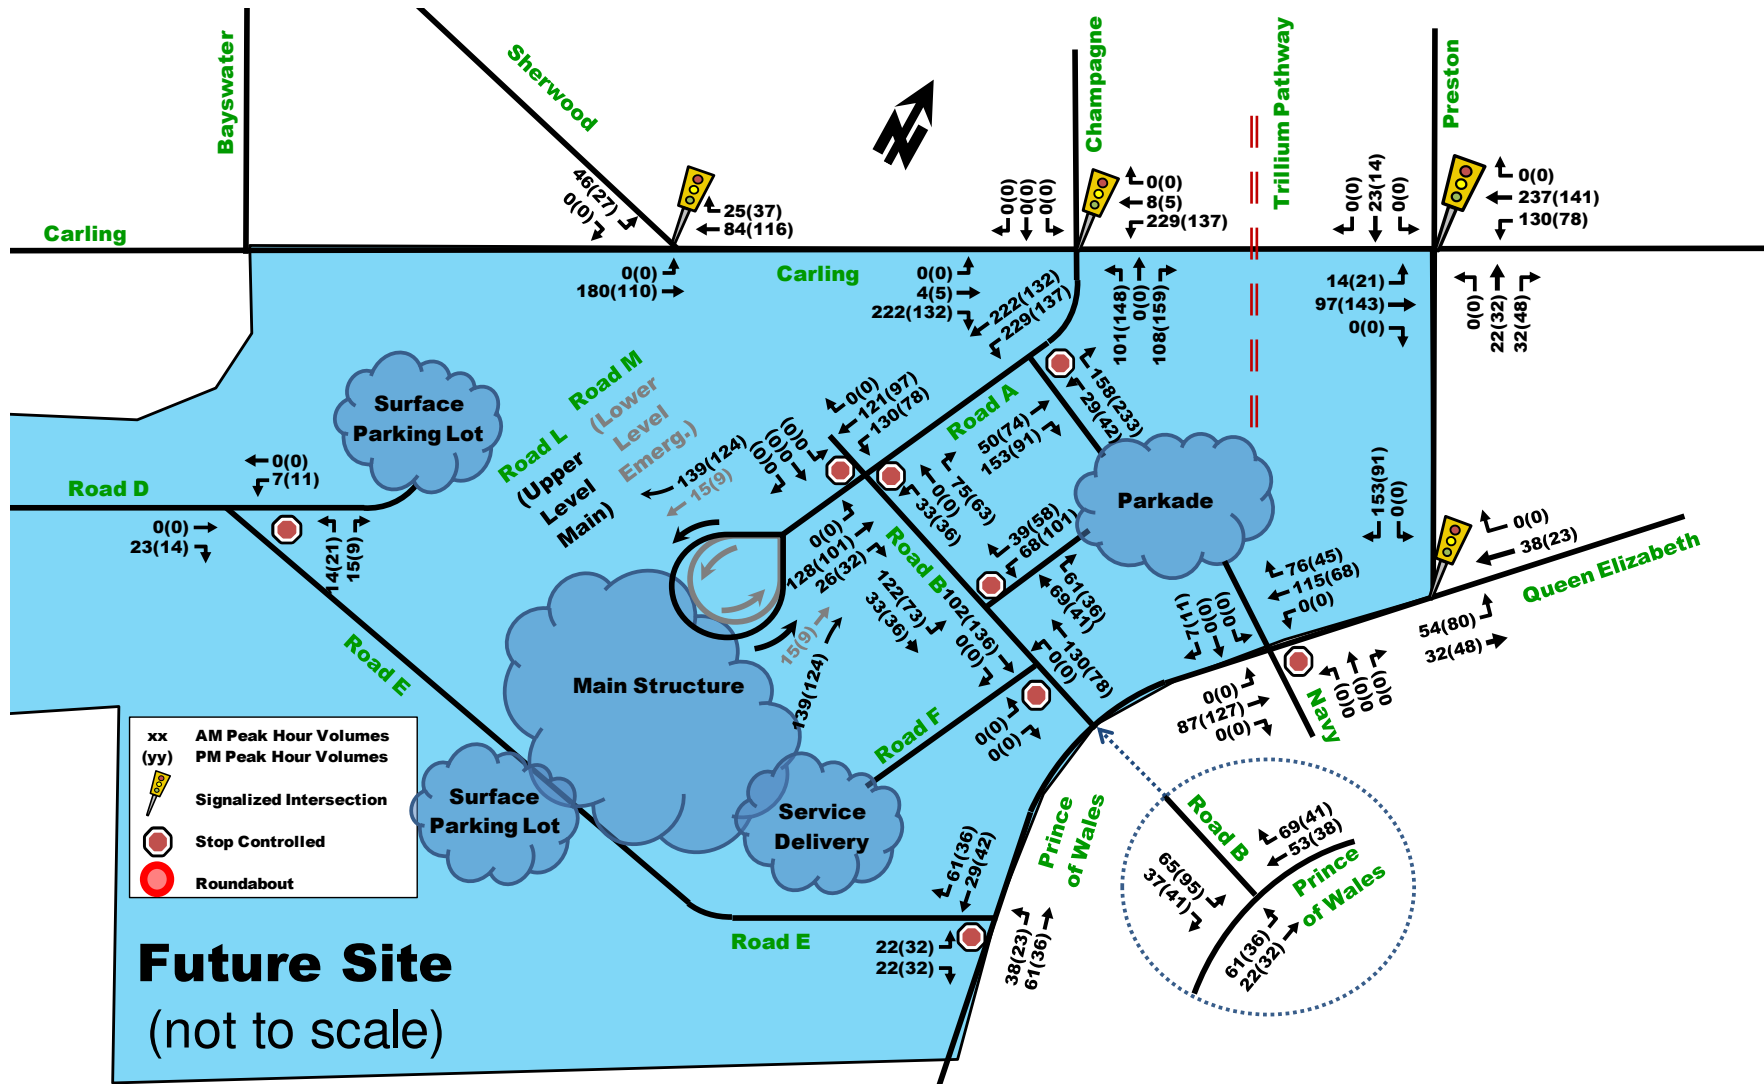 Bayswater
Sherwood
Champagne
Trillium Pathway
Preston
Carling
46(27)
0(0)
25(37)
84(116)
0(0)
180(110)
Carling
0(0)
0(0)
0(0)
0(0)
8(5)
229(137)
0(0)
4(5)
222(132)
101(148)
0(0)
108(159)
0(0)
23(14)
0(0)
0(0)
237(141)
130(78)
14(21)
97(143)
0(0)
0(0)
22(32)
32(48)
222(132)
229(137)
Surface
Parking Lot
Road L
(Upper
Level
Main)
Road M
(Lower
Level
Emerg.)
139(124)
15(9)
0(0)
0(0)
0(0)
0(0)
121(97)
130(78)
Road A
50(74)
153(91)
158(233)
29(42)
Parkade
75(63)
0(0)
33(36)
39(58)
68(101)
0(0)
128(101)
26(32)
Road B
122(73)
33(36)
102(136)
0(0)
61(36)
69(41)
130(78)
0(0)
15(9)
139(124)
Road D
0(0)
7(11)
0(0)
23(14)
14(21)
15(9)
Road E
Main Structure
Road F
0(0)
0(0)
153(91)
0(0)
0(0)
38(23)
Queen Elizabeth
54(80)
32(48)
76(45)
115(68)
0(0)
7(11)
0(0)
0(0)
0(0)
87(127)
0(0)
0(0)
0(0)
0(0)
Navy
xx AM Peak Hour Volumes
(yy) PM Peak Hour Volumes
Signalized Intersection
Stop Controlled
Roundabout
Surface
Parking Lot
Service
Delivery
Prince
of Wales
61(36)
29(42)
Road E
22(32)
22(32)
38(23)
61(36)
Road B
69(41)
53(38)
65(95)
37(41)
61(36)
22(32)
Prince
of Wales
Future Site
(not to scale)